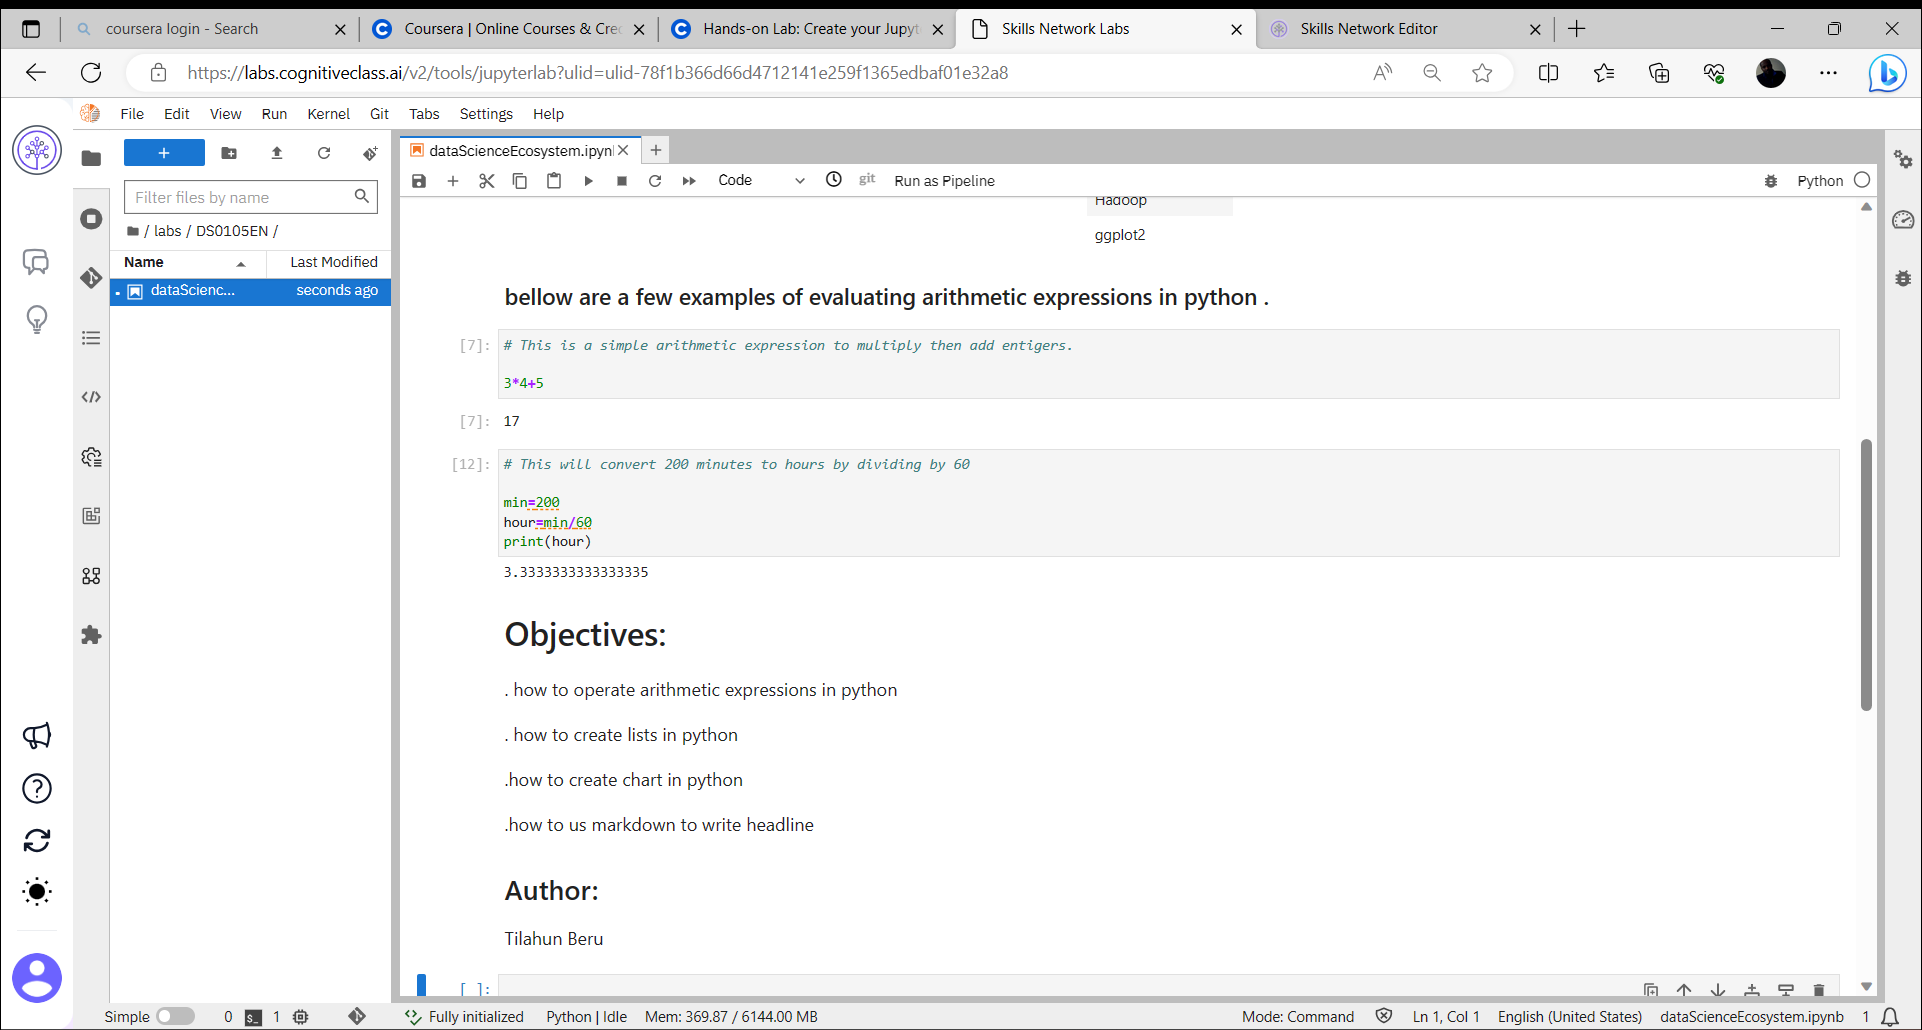 coursera login - Search
Coursera | Online Courses & Cre
Hands-on Lab: Create your Jupyt
Skills Network Labs
Skills Network Editor
https://labs.cognitiveclass.ai/v2/tools/jupyterlab?ulid=ulid-78f1b366d66d4712141e259f1365edbaf01e32a8
File Edit View Run Kernel Git Tabs Settings Help
dataScienceEcosystem.ipyn
Code
git
Run as Pipeline
Python
Filter files by name
/ labs / DS0105EN /
Name Last Modified
dataScienc... seconds ago
Hadoop
ggplot2
bellow are a few examples of evaluating arithmetic expressions in python .
[7]: # This is a simple arithmetic expression to multiply then add entigers.
3*4+5
[7]: 17
[12]: # This will convert 200 minutes to hours by dividing by 60
min=200
hour=min/60
print(hour)
3.3333333333333335
Objectives:
. how to operate arithmetic expressions in python
. how to create lists in python
.how to create chart in python
.how to us markdown to write headline
Author:
Tilahun Beru
[ ]:
Simple 0 $_ 1 Fully initialized Python | Idle Mem: 369.87 / 6144.00 MB Mode: Command Ln 1, Col 1 English (United States) dataScienceEcosystem.ipynb 1